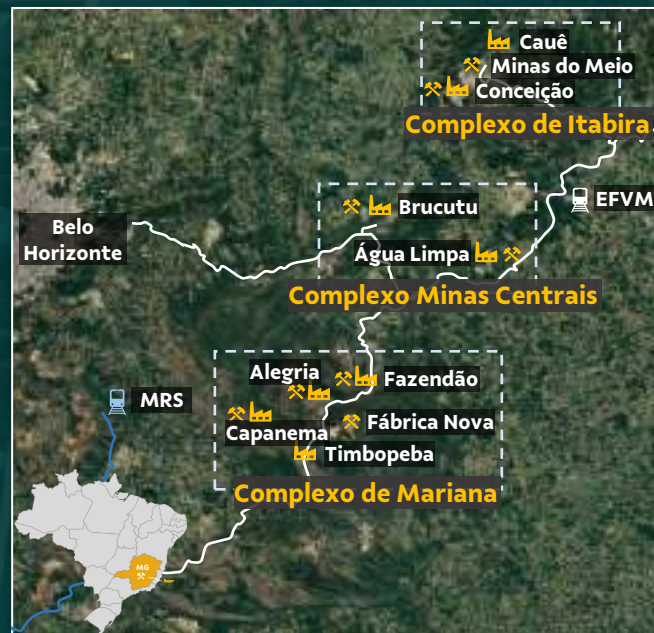 Cauê
Minas do Meio
Conceição
Complexo de Itabira
EFVM
Brucutu
Belo
Horizonte
Água Limpa
Complexo Minas Centrais
Alegria
Fazendão
MRS
Capanema
Fábrica Nova
Timbopeba
Complexo de Mariana
MG